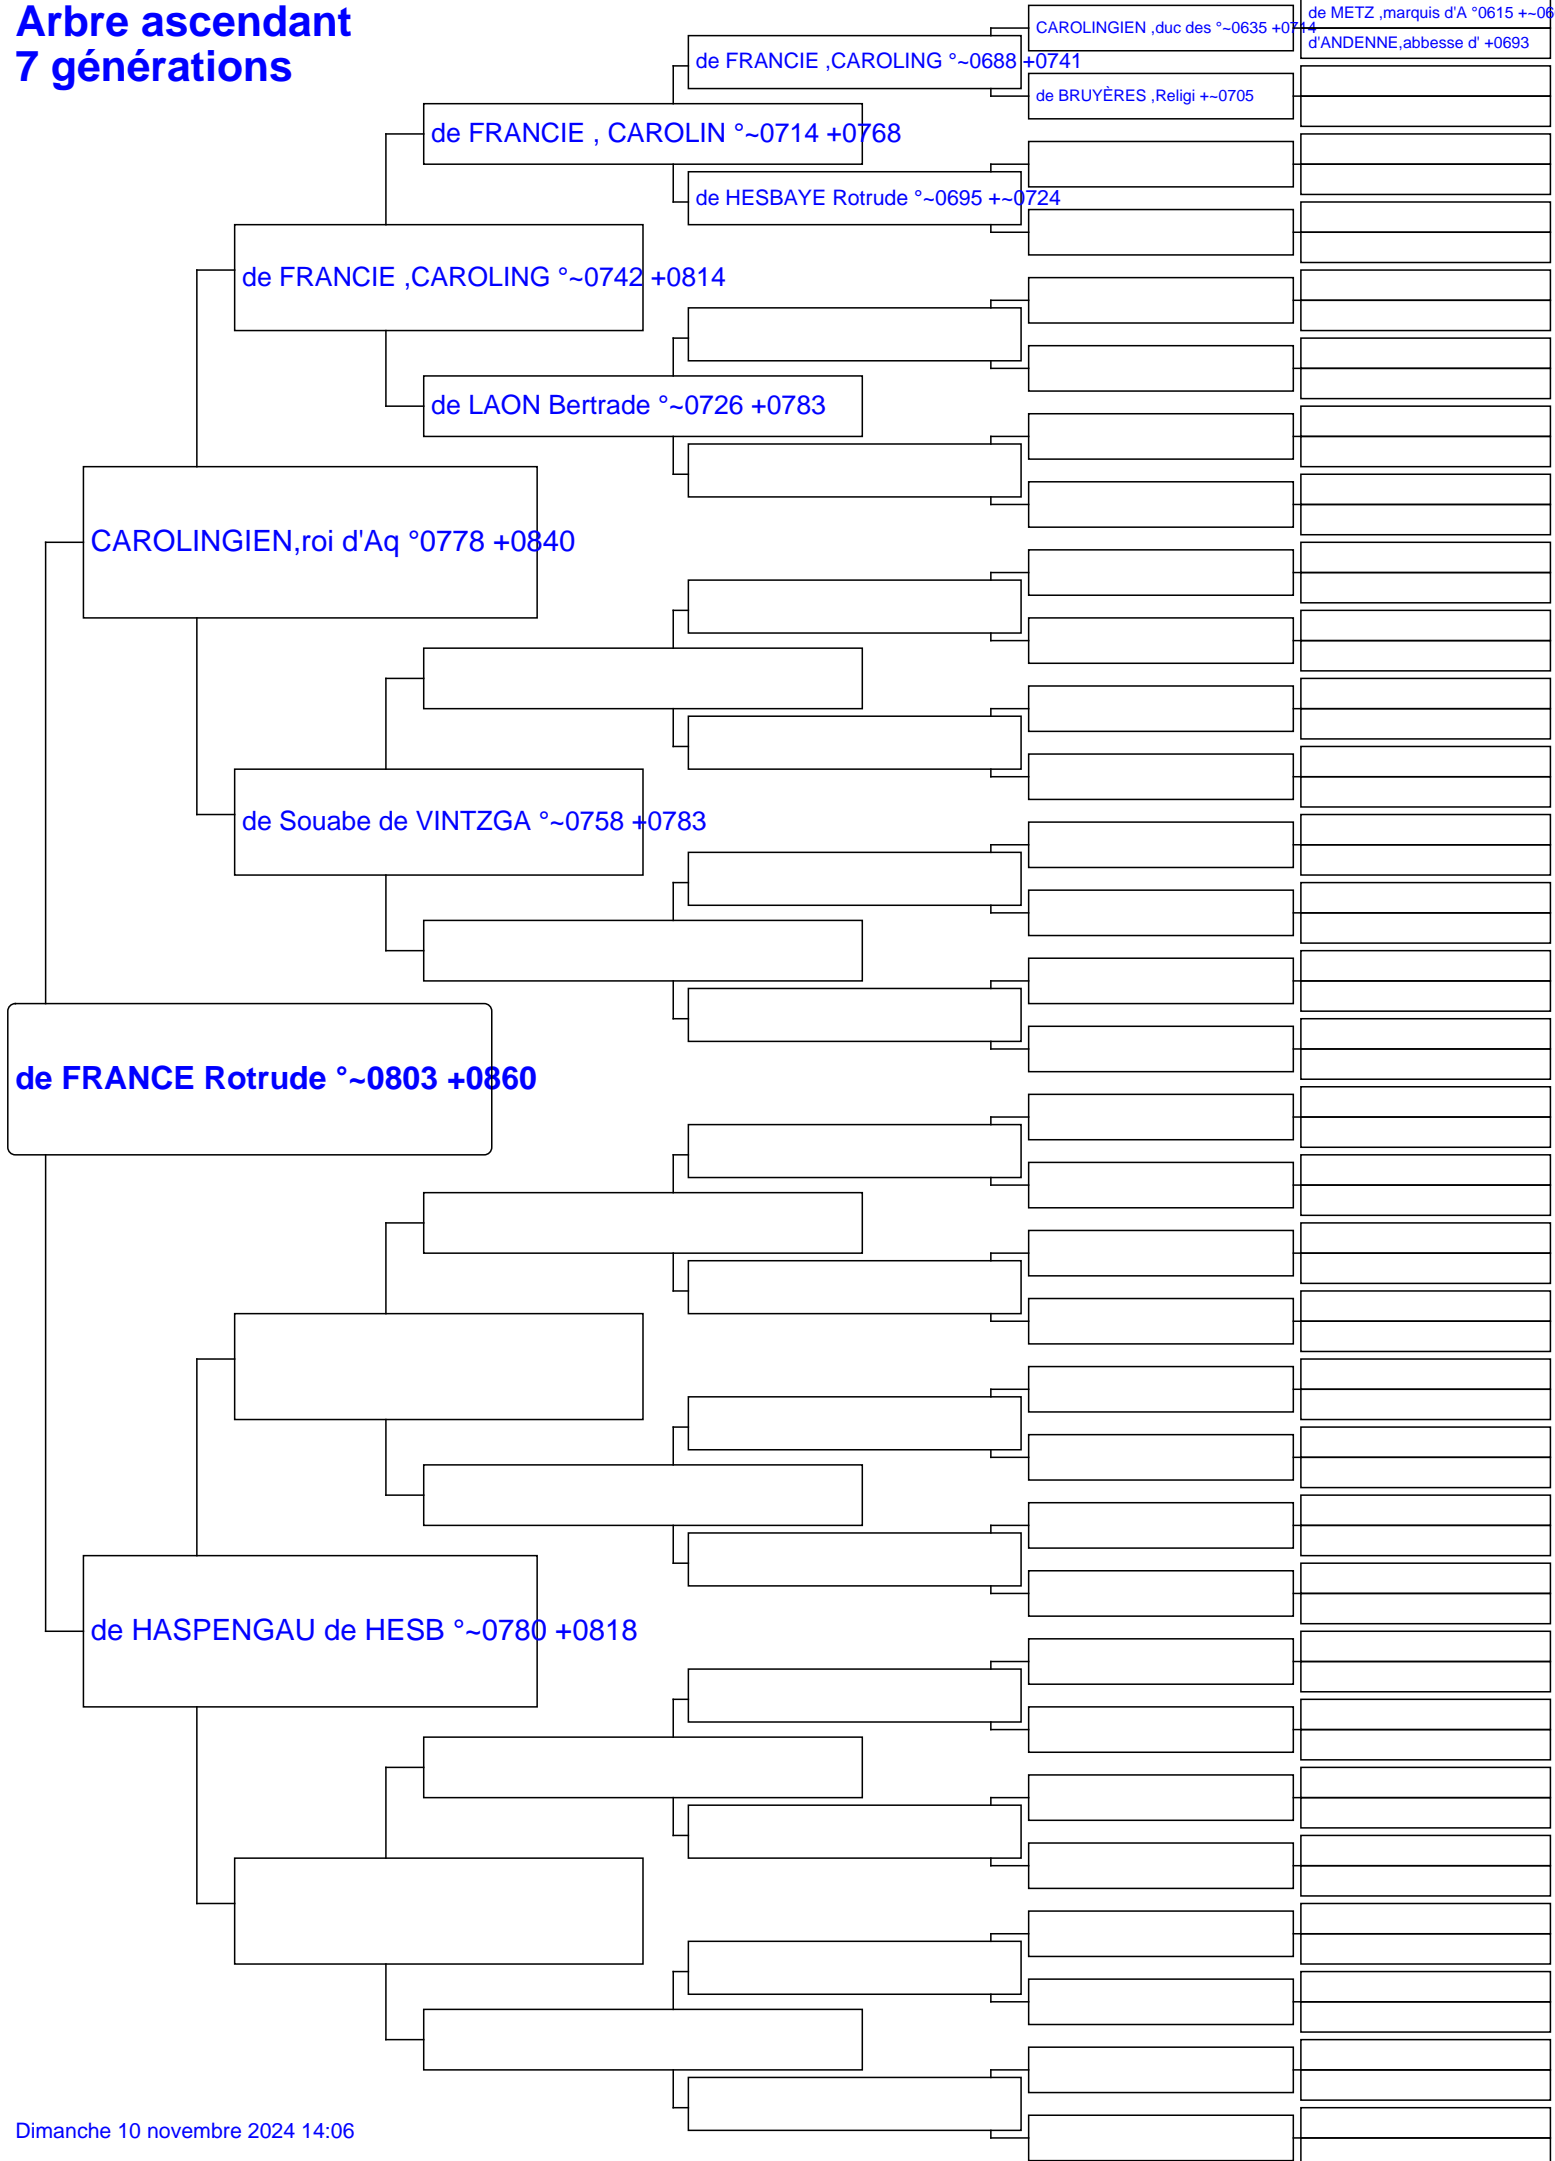 Arbre ascendant
7 générations
de METZ ,marquis d'A °0615 +~06
CAROLINGIEN ,duc des °~0635 +0714
d'ANDENNE,abbesse d' +0693
de FRANCIE ,CAROLING °~0688 +0741
de BRUYÈRES ,Religi +~0705
de FRANCIE , CAROLIN °~0714 +0768
de HESBAYE Rotrude °~0695 +~0724
de FRANCIE ,CAROLING °~0742 +0814
de LAON Bertrade °~0726 +0783
CAROLINGIEN,roi d'Aq °0778 +0840
de Souabe de VINTZGA °~0758 +0783
de FRANCE Rotrude °~0803 +0860
de HASPENGAU de HESB °~0780 +0818
Dimanche 10 novembre 2024 14:06